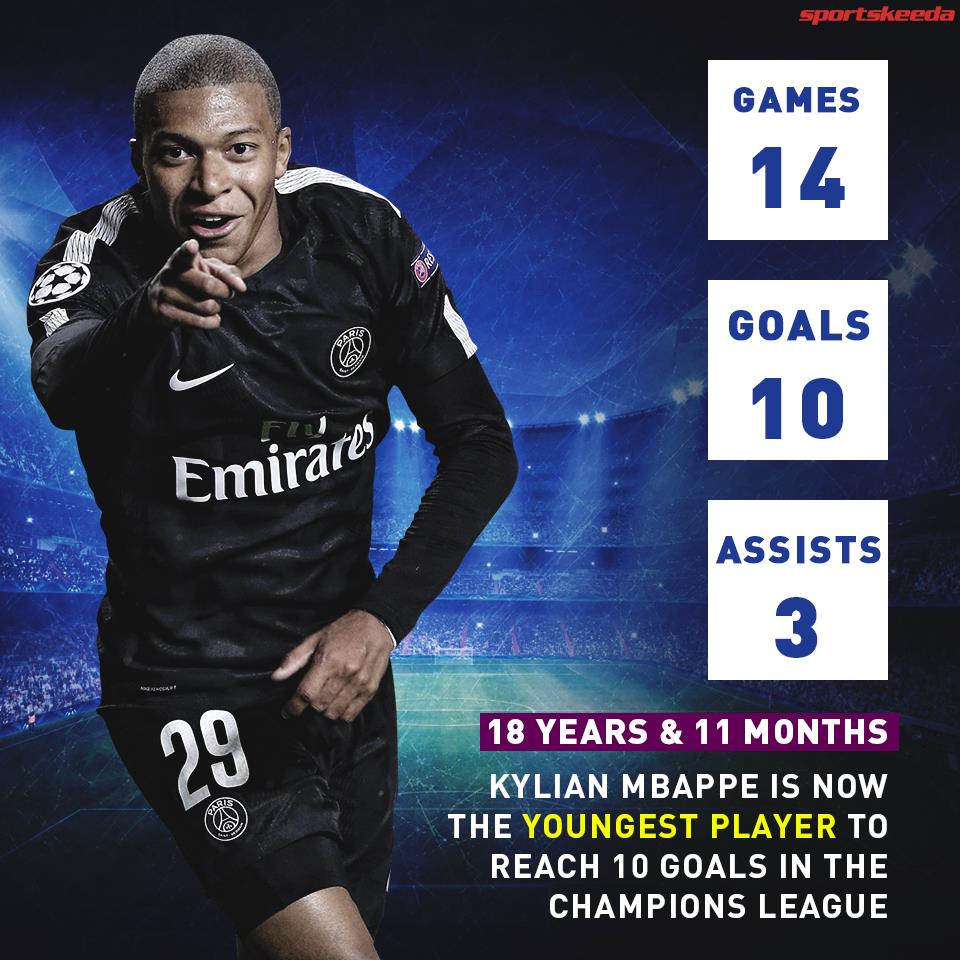 sportskeeda
GAMES
14
GOALS
10
ASSISTS
3
PARIS
Fly
Emirates
29
PARIS
18 YEARS & 11 MONTHS
KYLIAN MBAPPE IS NOW
THE YOUNGEST PLAYER TO
REACH 10 GOALS IN THE
CHAMPIONS LEAGUE